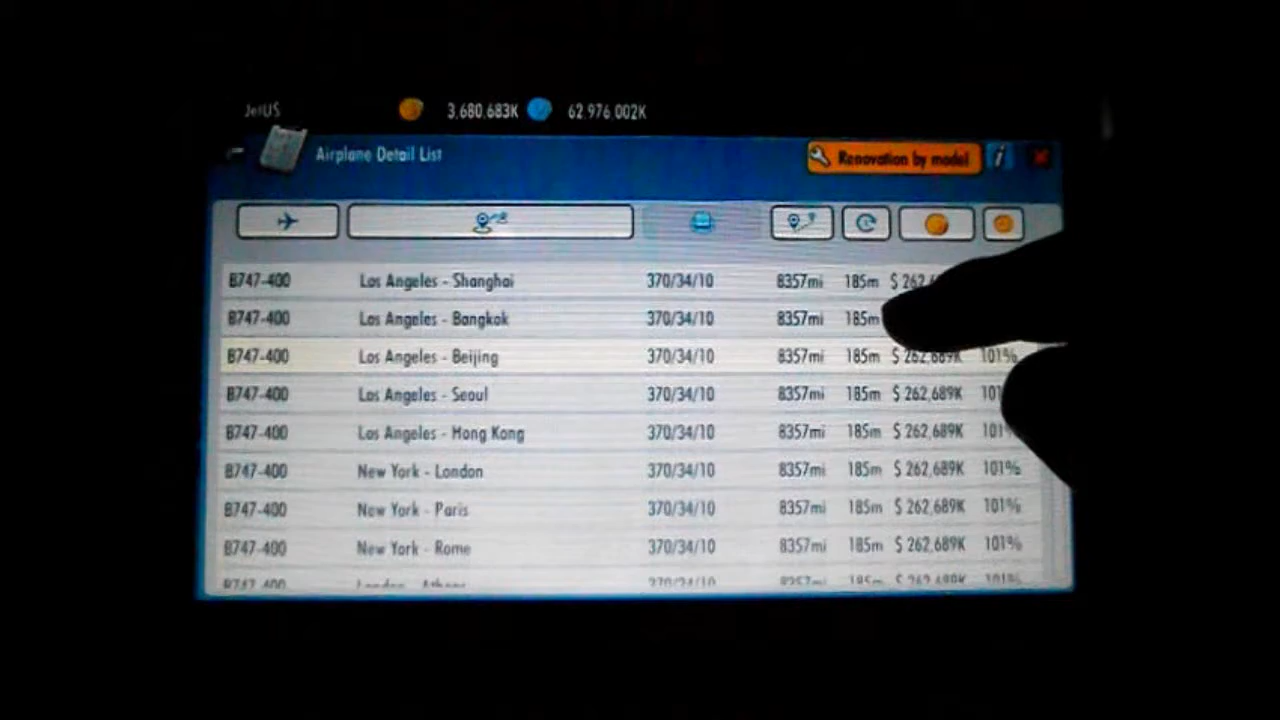 JetUS 3,680,683K 62,976,002K
Airplane Detail List Renovation by model i
B747-400 Los Angeles - Shanghai 370/34/10 8357mi 185m
B747-400 Los Angeles - Bangkok 370/34/10 8357mi 185m
B747-400 Los Angeles - Beijing 370/34/10 8357mi 185m $ 262,689K 101%
B747-400 Los Angeles - Seoul 370/34/10 8357mi 185m $ 262,689K
B747-400 Los Angeles - Hong Kong 370/34/10 8357mi 185m $ 262,689K
B747-400 New York - London 370/34/10 8357mi 185m $ 262,689K 101%
B747-400 New York - Paris 370/34/10 8357mi 185m $ 262,689K 101%
B747-400 New York - Rome 370/34/10 8357mi 185m $ 262,689K 101%